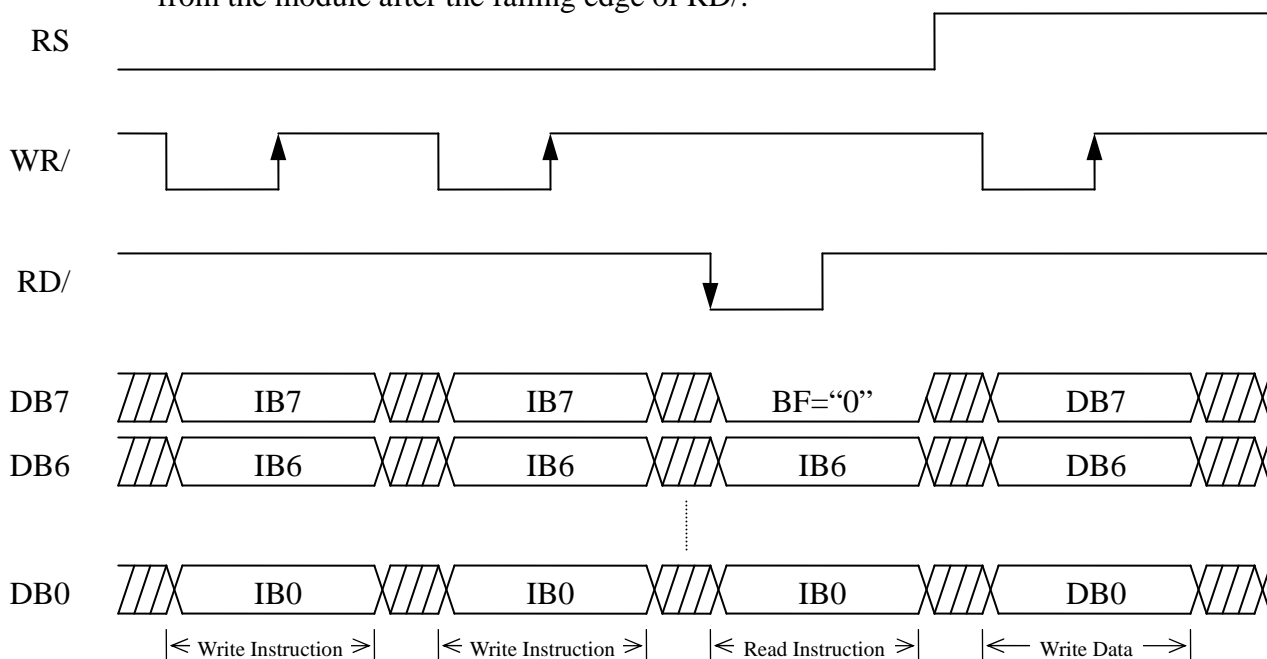 from the module after the falling edge of RD/.
RS
WR/
RD/
DB7 IB7 IB7 BF=“0” DB7
DB6 IB6 IB6 IB6 DB6
DB0 IB0 IB0 IB0 DB0
Write Instruction Write Instruction Read Instruction Write Data